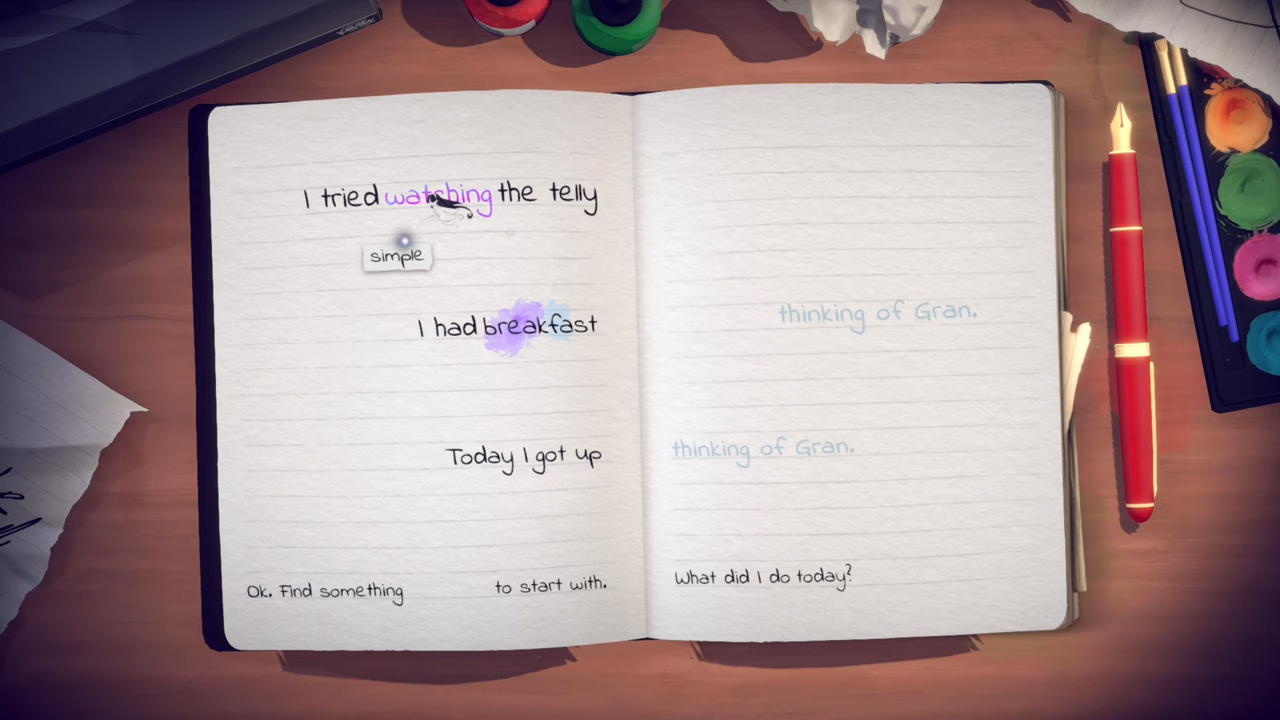 I tried watching the telly
simple
I had breakfast
Today I got up
Ok. Find something to start with.
thinking of Gran.
thinking of Gran.
What did I do today?